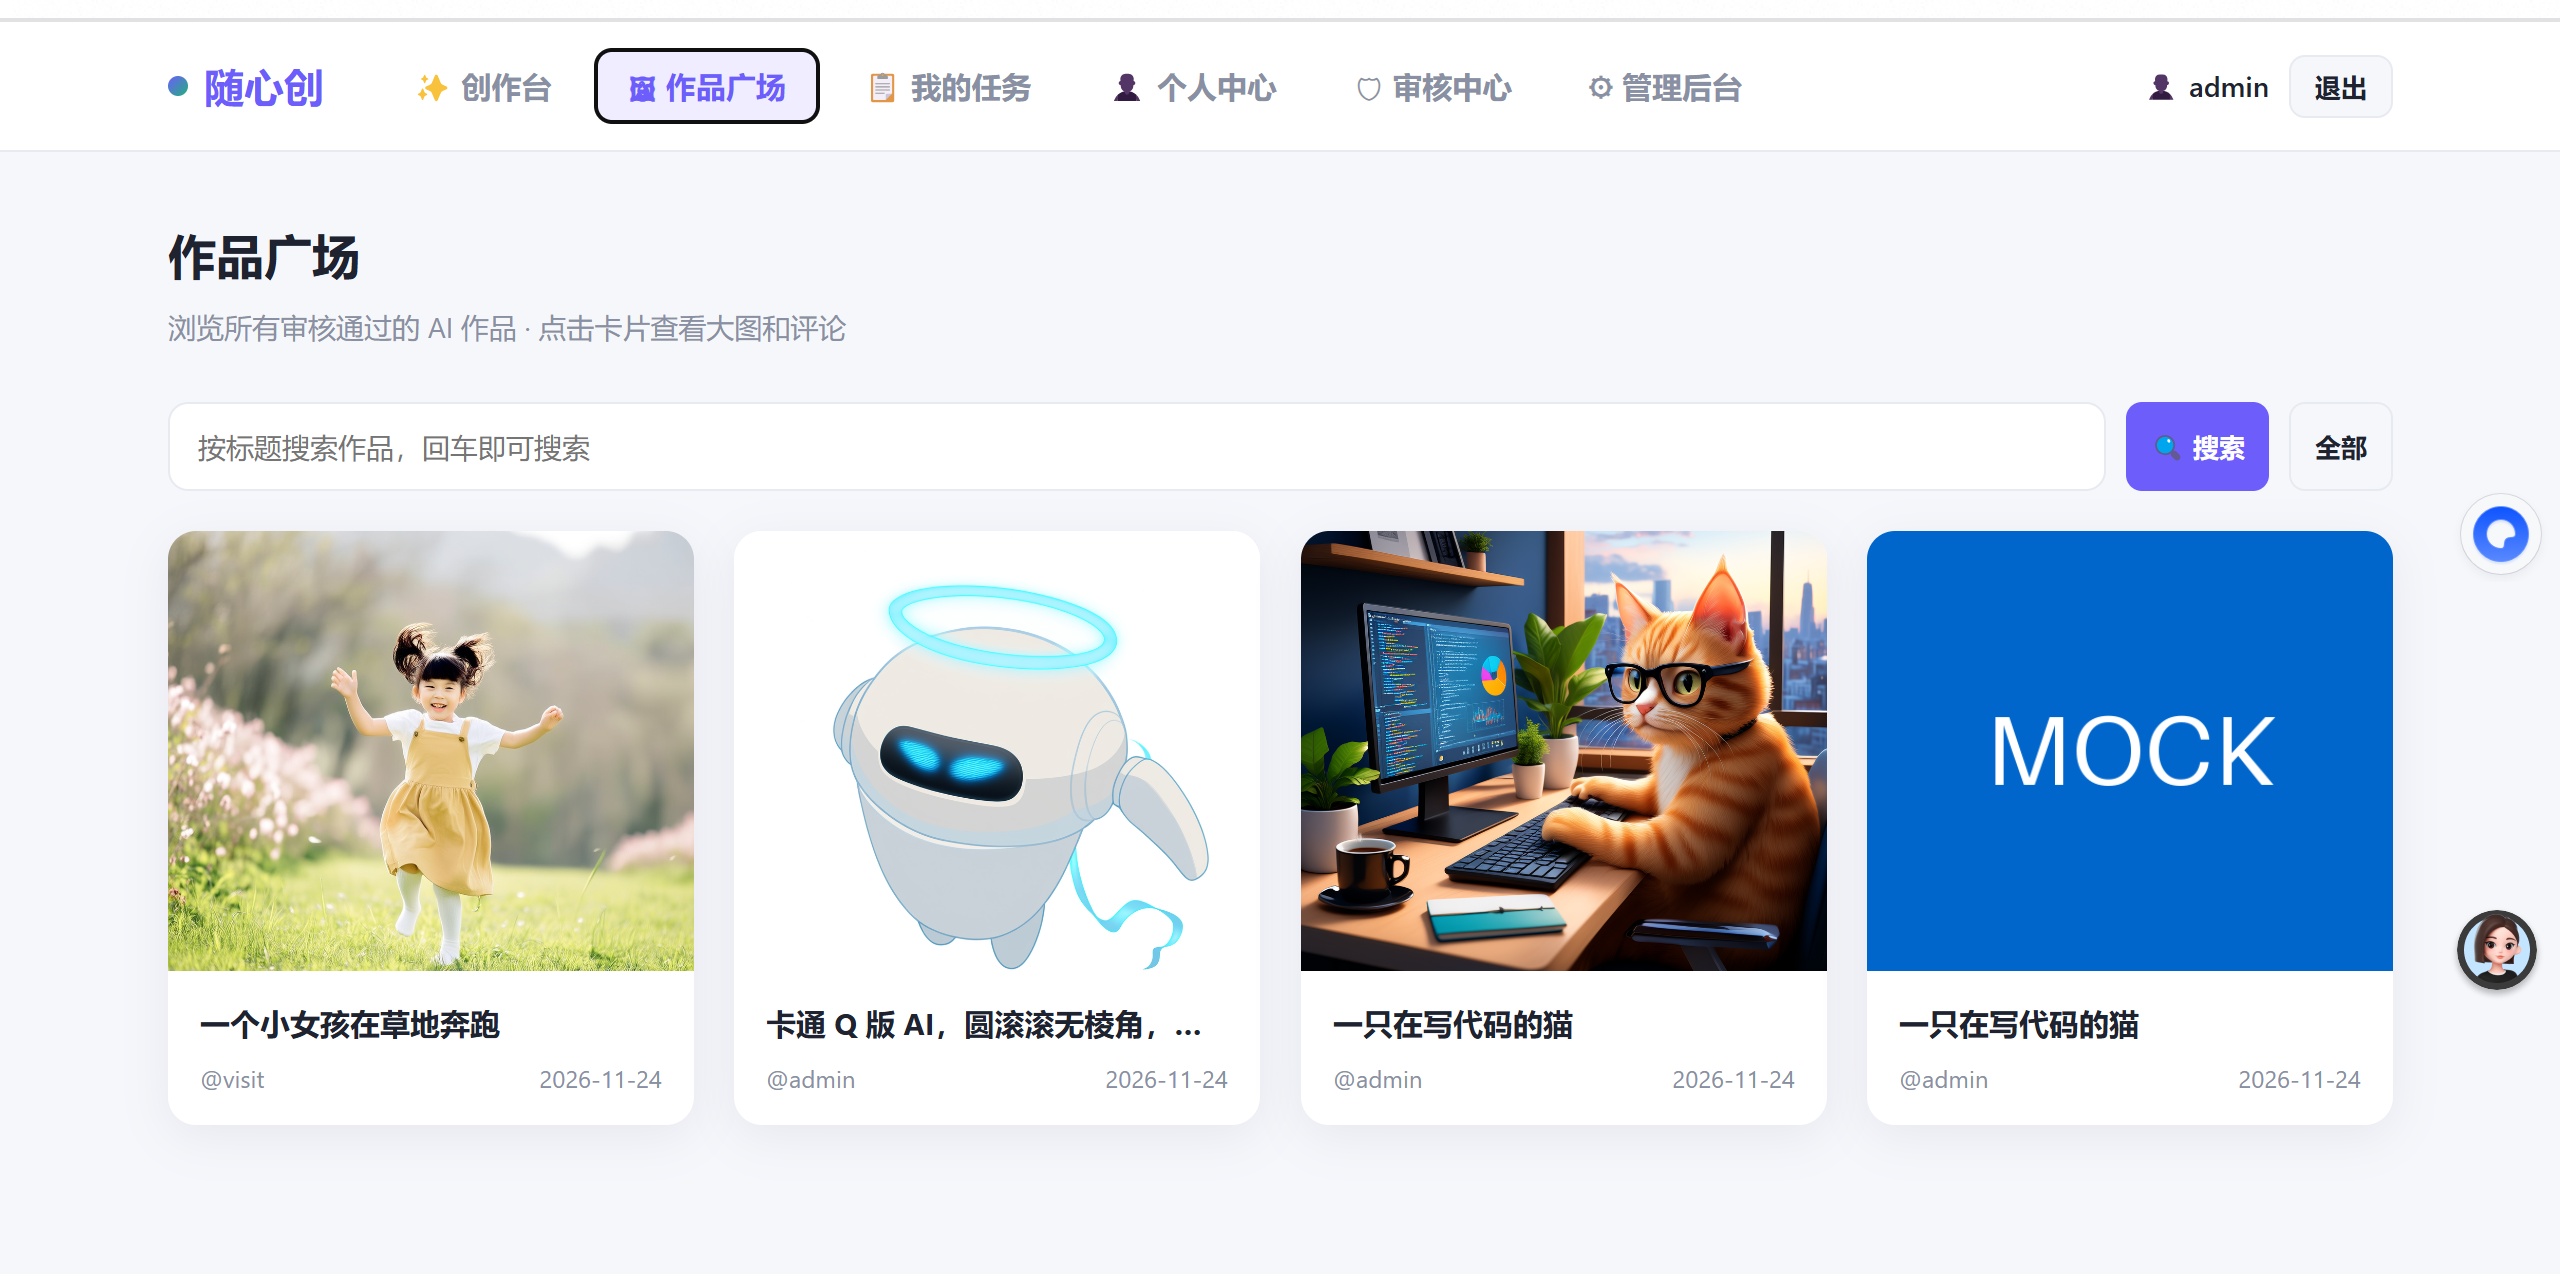 随心创
创作台
作品广场
我的任务
个人中心
审核中心
管理后台
admin
退出
作品广场
浏览所有审核通过的 AI 作品 · 点击卡片查看大图和评论
按标题搜索作品，回车即可搜索
搜索
全部
MOCK
一个小女孩在草地奔跑
@visit
2026-11-24
卡通 Q 版 AI，圆滚滚无棱角，...
@admin
2026-11-24
一只在写代码的猫
@admin
2026-11-24
一只在写代码的猫
@admin
2026-11-24